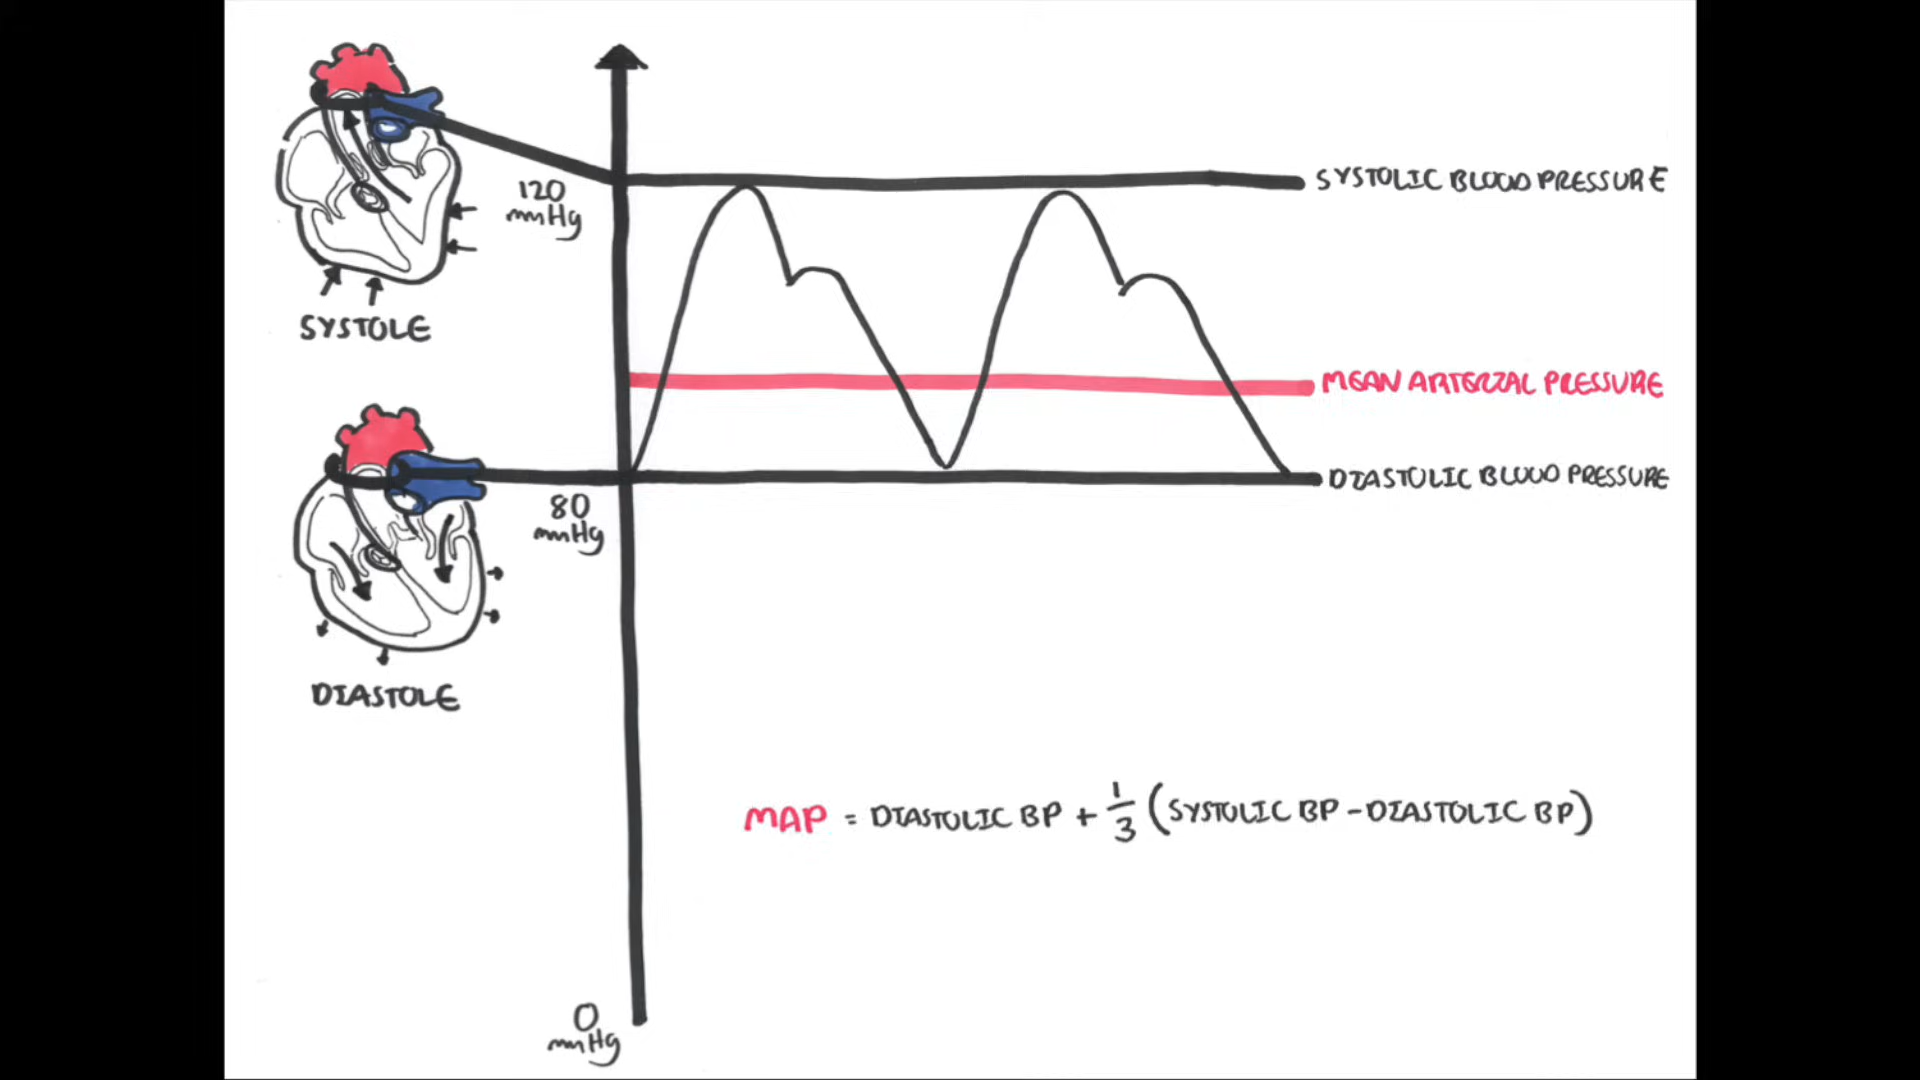 120
mmHg
SYSTOLIC BLOOD PRESSURE
SYSTOLE
MEAN ARTERIAL PRESSURE
DIASTOLIC BLOOD PRESSURE
80
mmHg
DIASTOLE
MAP = DIASTOLIC BP + 1/3 (SYSTOLIC BP - DIASTOLIC BP)
0
mmHg